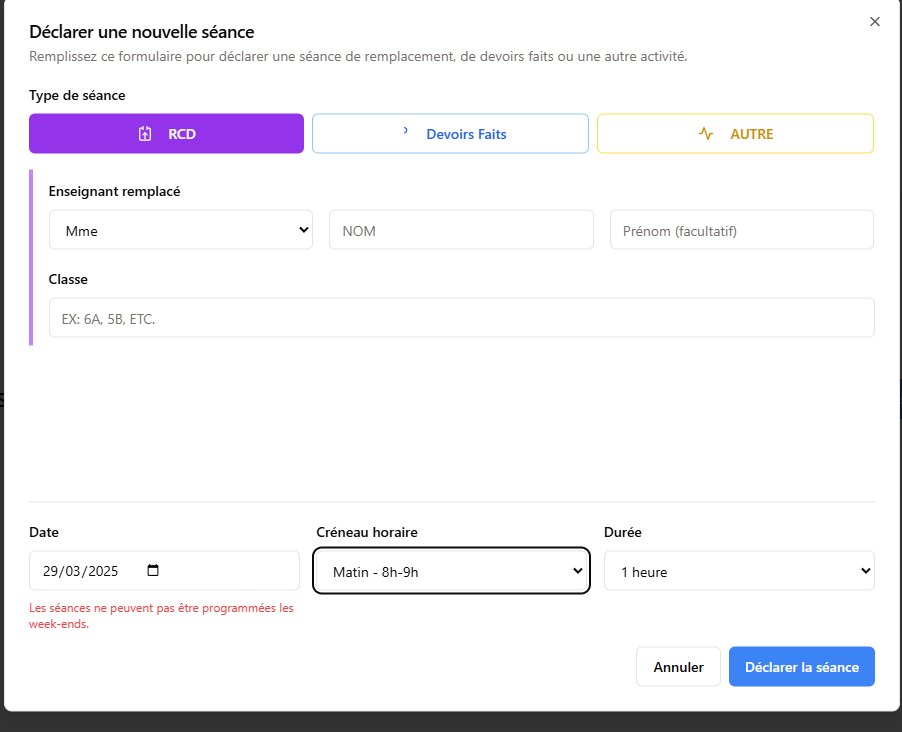 Déclarer une nouvelle séance
Remplissez ce formulaire pour déclarer une séance de remplacement, de devoirs faits ou une autre activité.
Type de séance
RCD
Devoirs Faits
AUTRE
Enseignant remplacé
Mme
NOM
Prénom (facultatif)
Classe
EX: 6A, 5B, ETC.
Date
Créneau horaire
Durée
29/03/2025
Matin - 8h-9h
1 heure
Les séances ne peuvent pas être programmées les
week-ends.
Annuler
Déclarer la séance